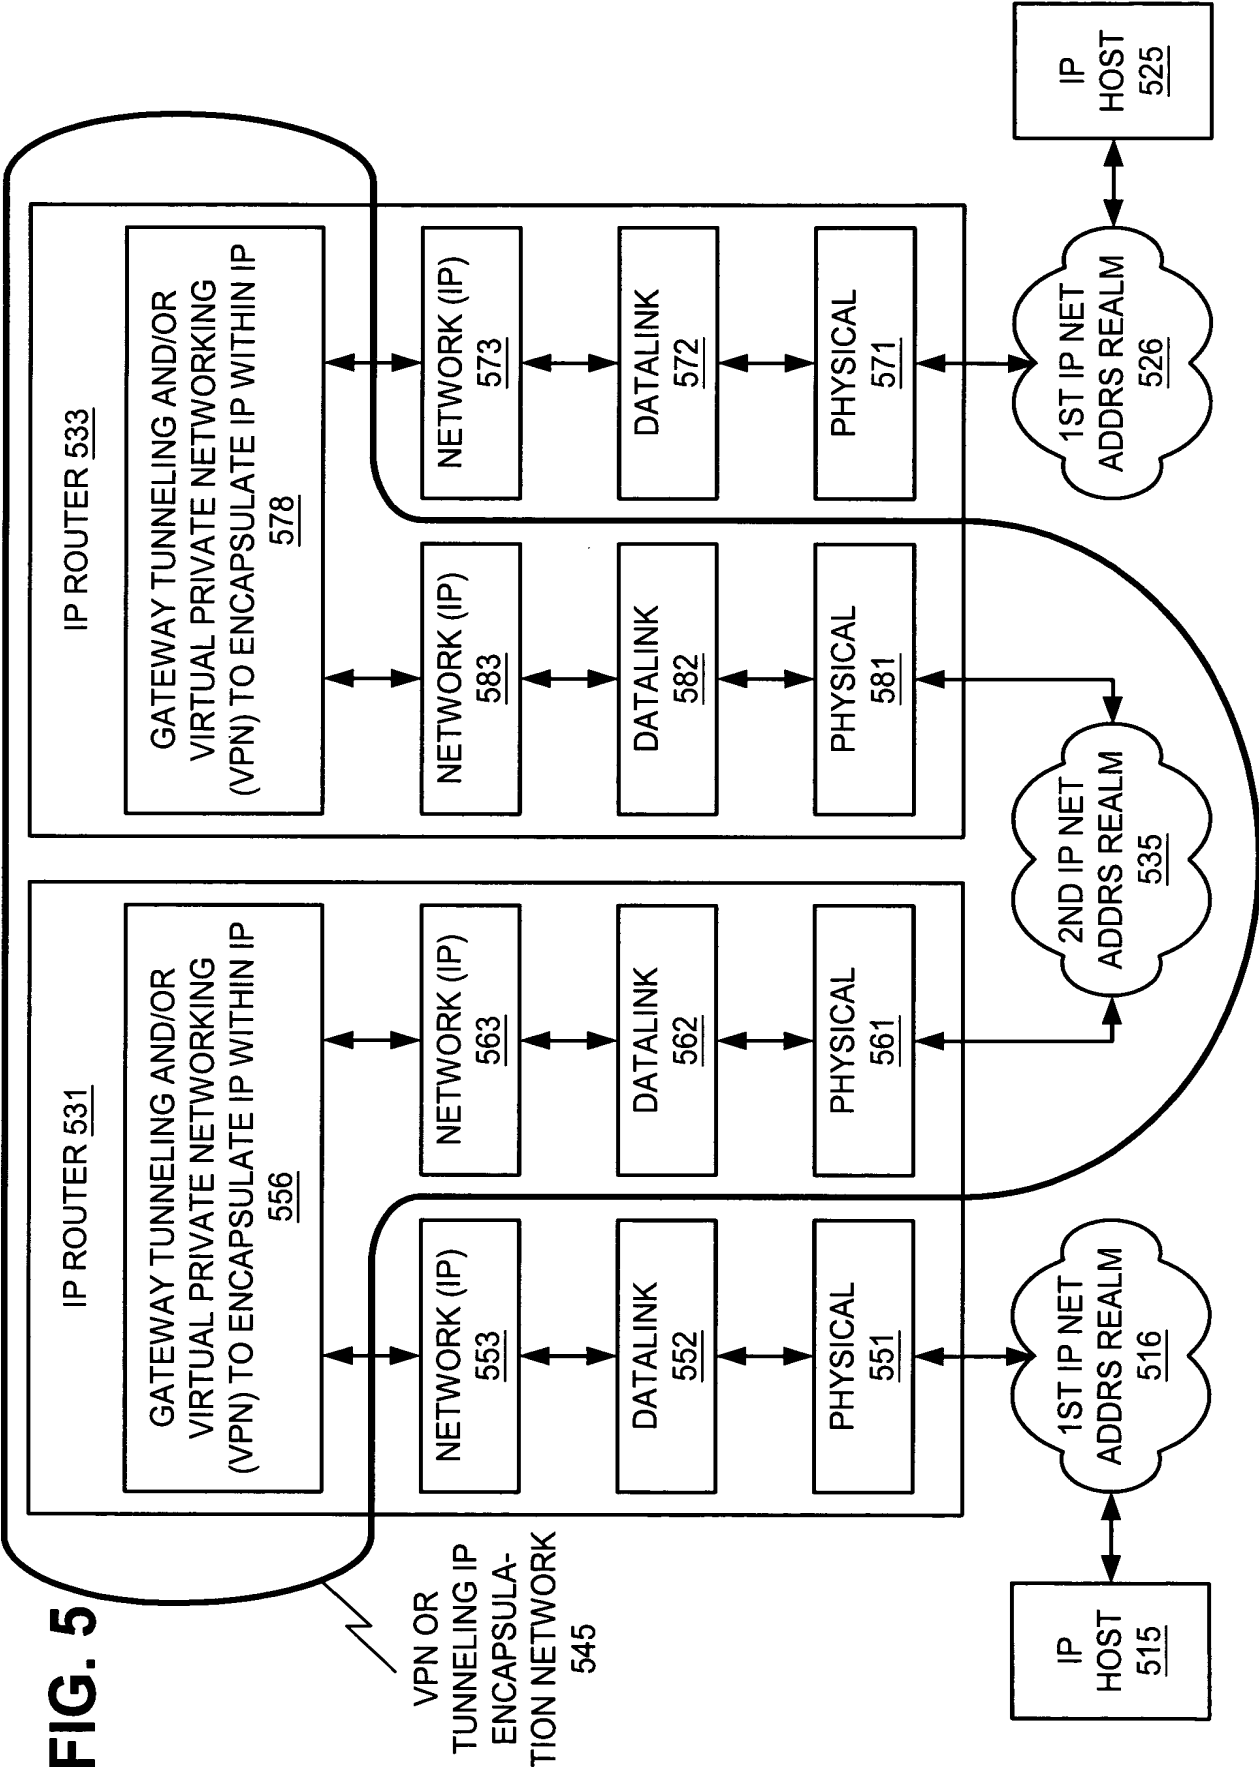 FIG. 5
IP ROUTER 531
GATEWAY TUNNELING AND/OR
VIRTUAL PRIVATE NETWORKING
(VPN) TO ENCAPSULATE IP WITHIN IP
556
IP ROUTER 533
GATEWAY TUNNELING AND/OR
VIRTUAL PRIVATE NETWORKING
(VPN) TO ENCAPSULATE IP WITHIN IP
578
VPN OR
TUNNELING IP
ENCAPSULA-
TION NETWORK
545
NETWORK (IP)
553
NETWORK (IP)
563
NETWORK (IP)
583
NETWORK (IP)
573
DATALINK
552
DATALINK
562
DATALINK
582
DATALINK
572
PHYSICAL
551
PHYSICAL
561
PHYSICAL
581
PHYSICAL
571
IP
HOST
515
1ST IP NET
ADDRS REALM
516
2ND IP NET
ADDRS REALM
535
1ST IP NET
ADDRS REALM
526
IP
HOST
525